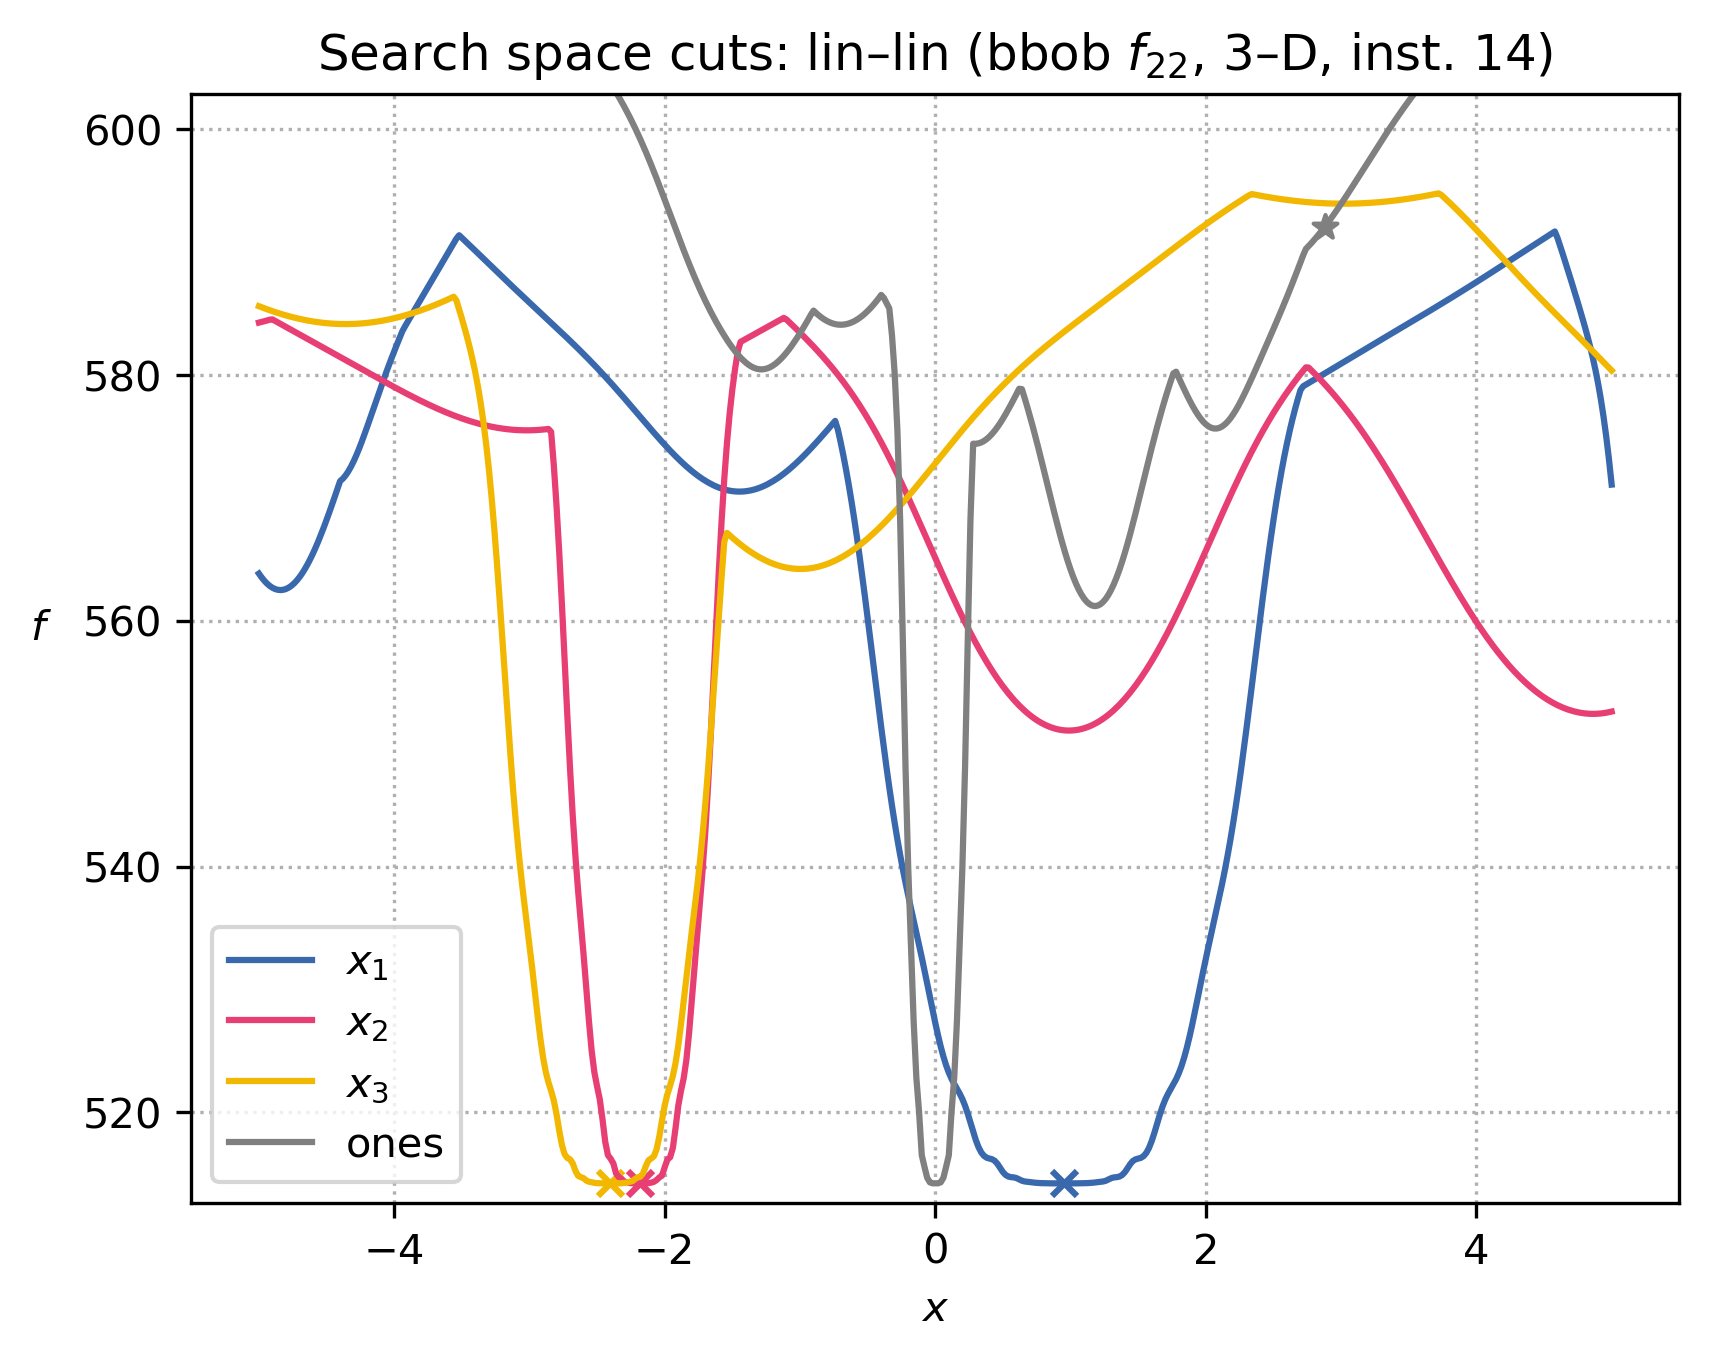 Search space cuts: lin–lin (bbob f22, 3–D, inst. 14)
600
580
560
540
520
f
x1
x2
x3
ones
−4
−2
0
2
4
x